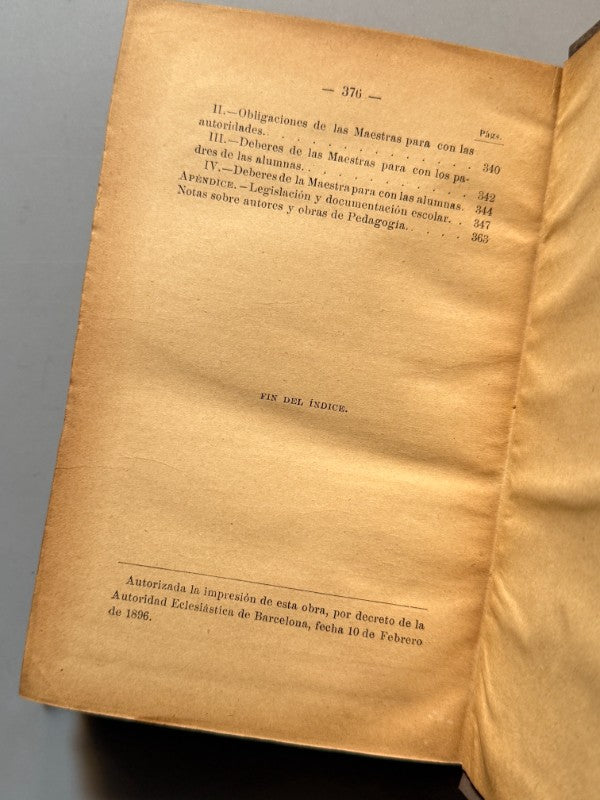 — 376 —
Págs.
II.—Obligaciones de las Maestras para con las
autoridades. . . . . . . . . . . . 340
III.—Deberes de las Maestras para con los pa-
dres de las alumnas. . . . . . . . . . 342
IV.—Deberes de la Maestra para con las alumnas. 344
APÉNDICE.—Legislación y documentación escolar. . 347
Notas sobre autores y obras de Pedagogía. . . . . 363
FIN DEL ÍNDICE.
Autorizada la impresión de esta obra, por decreto de la
Autoridad Eclesiástica de Barcelona, fecha 10 de Febrero
de 1896.